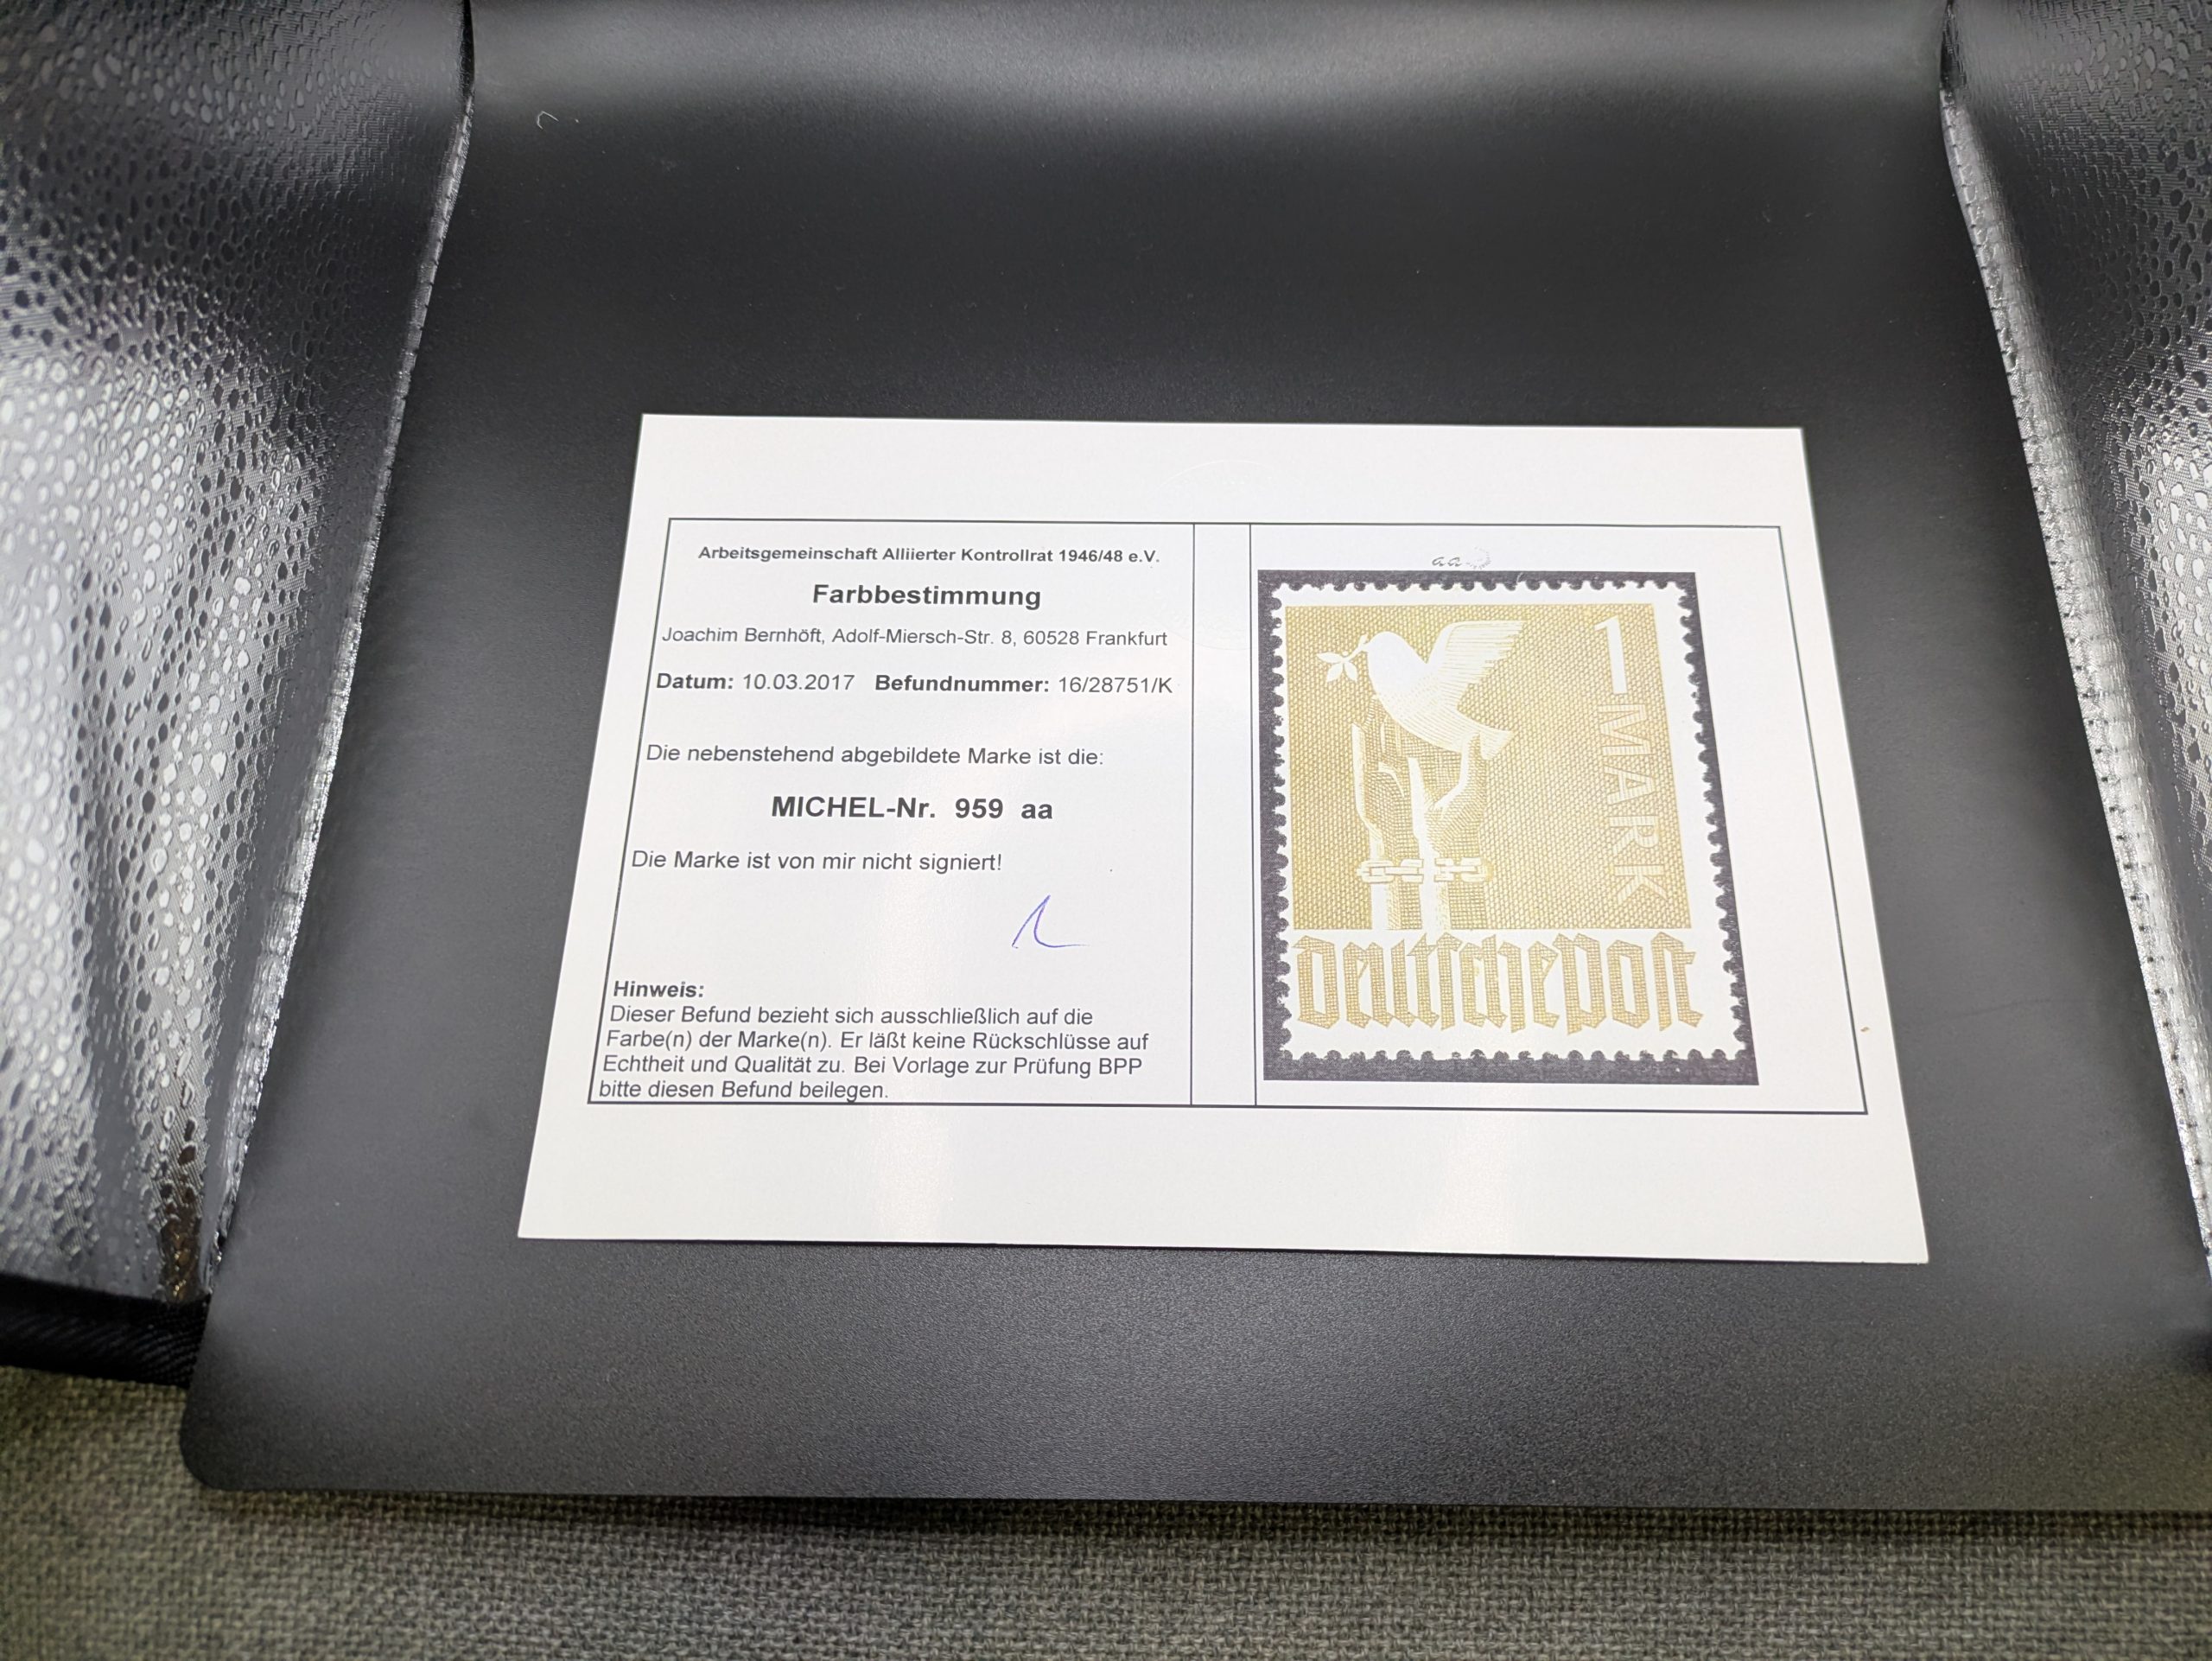 Arbeitsgemeinschaft Alliierter Kontrollrat 1946/48 e.V.
Farbbestimmung
Joachim Bernhöft, Adolf-Miersch-Str. 8, 60528 Frankfurt
Datum: 10.03.2017 Befundnummer: 16/28751/K
Die nebenstehend abgebildete Marke ist die:
MICHEL-Nr. 959 aa
Die Marke ist von mir nicht signiert!
Hinweis:
Dieser Befund bezieht sich ausschließlich auf die
Farbe(n) der Marke(n). Er läßt keine Rückschlüsse auf
Echtheit und Qualität zu. Bei Vorlage zur Prüfung BPP
bitte diesen Befund beilegen.
aa
1 MARK
Deutsche Post